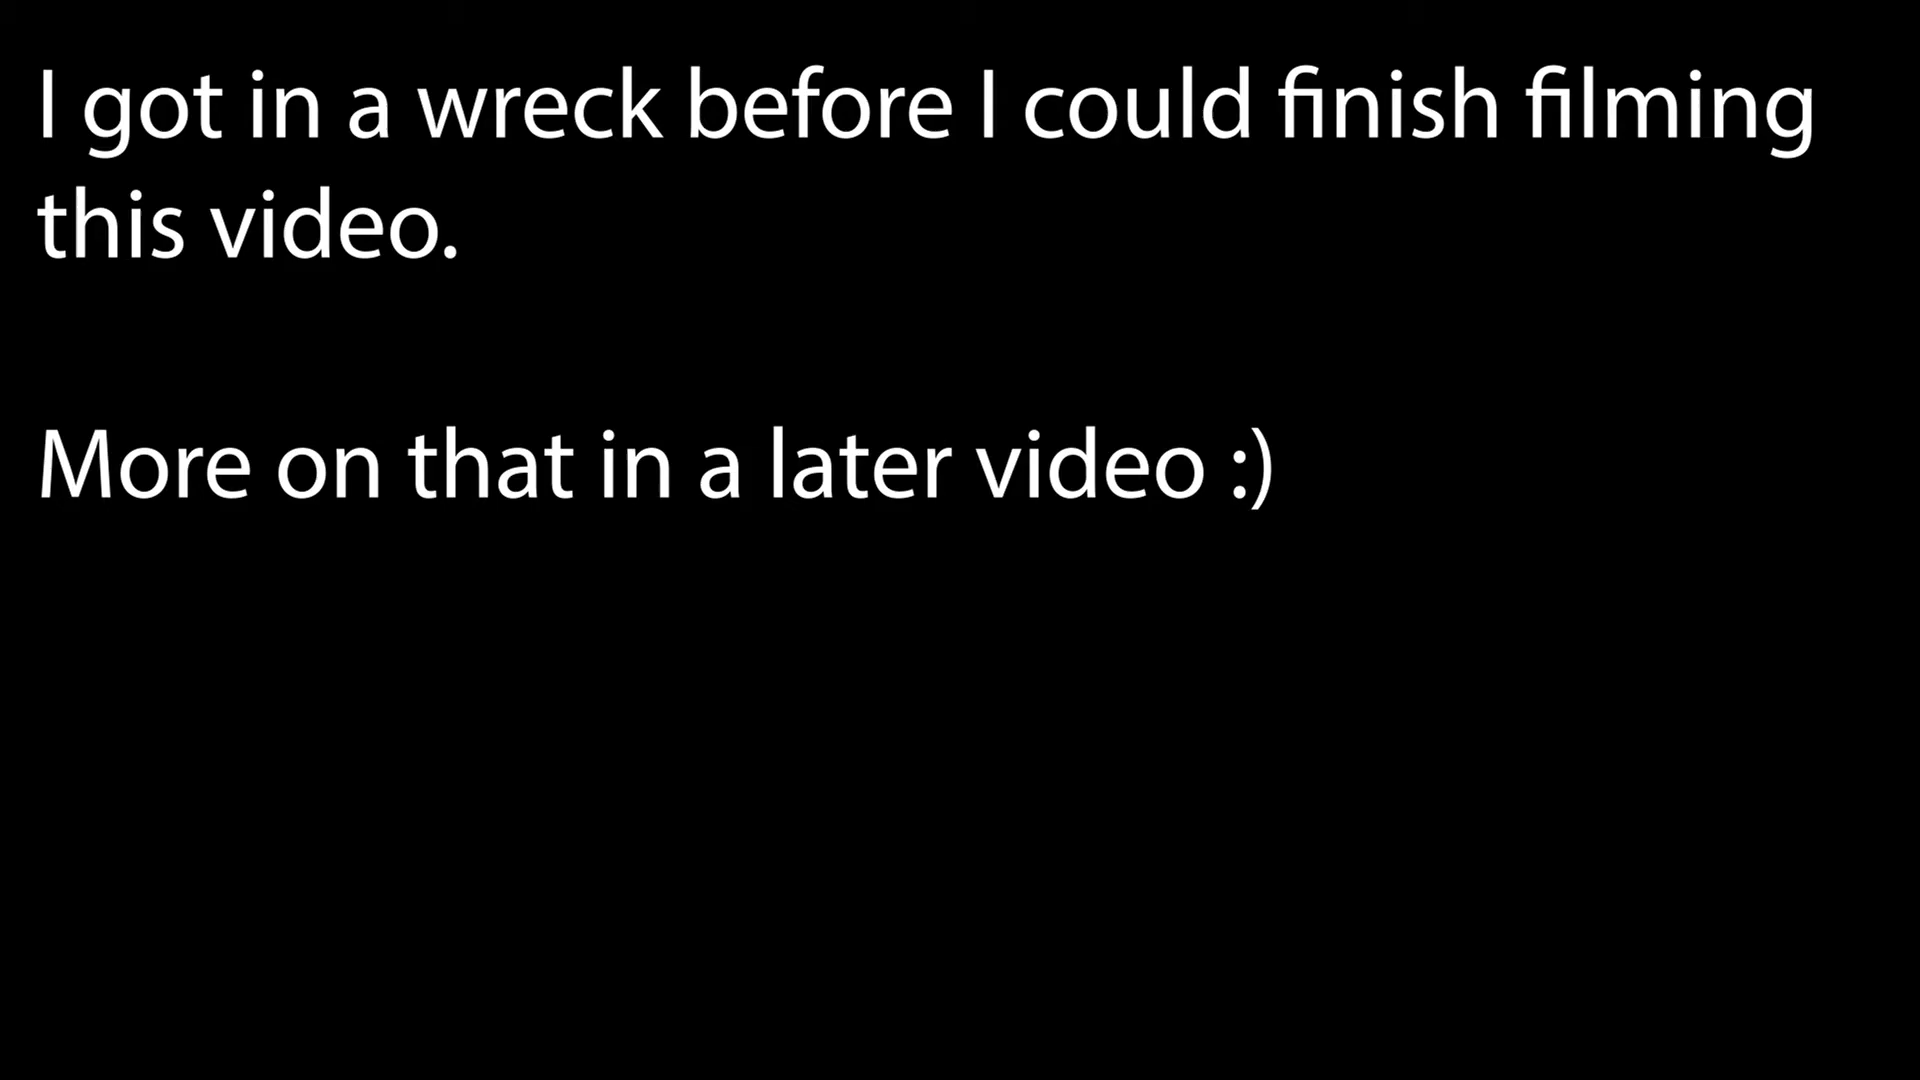 I got in a wreck before I could finish filming
this video.
More on that in a later video :)